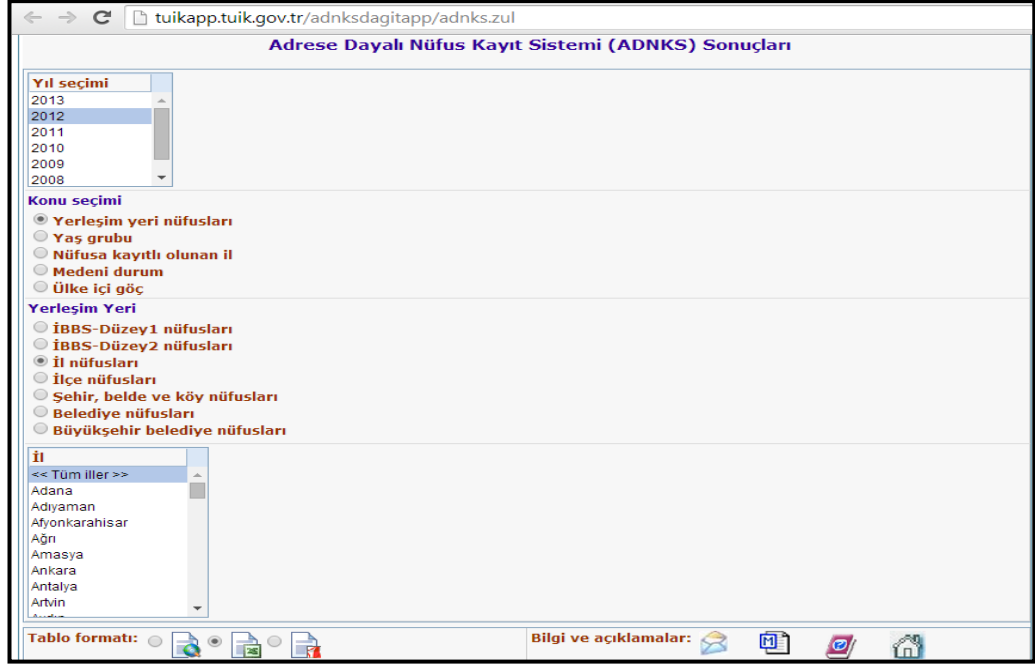 tuikapp.tuik.gov.tr/adnksdagitapp/adnks.zul
Adrese Dayalı Nüfus Kayıt Sistemi (ADNKS) Sonuçları
Yıl seçimi
2013
2012
2011
2010
2009
2008
Konu seçimi
Yerleşim yeri nüfusları
Yaş grubu
Nüfusa kayıtlı olunan il
Medeni durum
Ülke içi göç
Yerleşim Yeri
İBBS-Düzey1 nüfusları
İBBS-Düzey2 nüfusları
İl nüfusları
İlçe nüfusları
Şehir, belde ve köy nüfusları
Belediye nüfusları
Büyükşehir belediye nüfusları
İl
<< Tüm iller >>
Adana
Adıyaman
Afyonkarahisar
Ağrı
Amasya
Ankara
Antalya
Artvin
Tablo formatı: Bilgi ve açıklamalar: